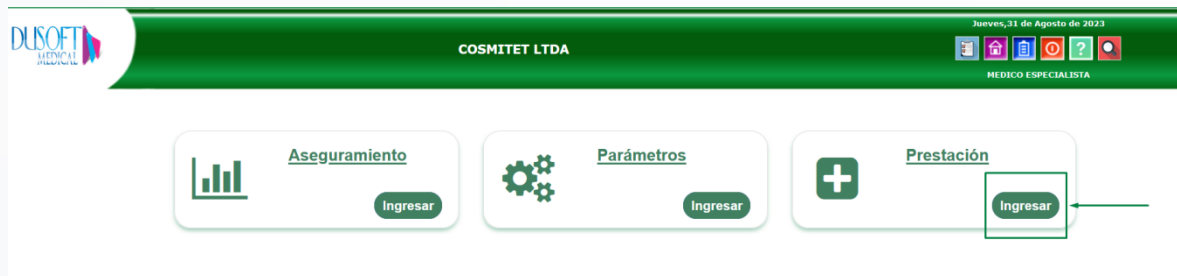 Jueves,31 de Agosto de 2023
DUSOFT
MEDICAL
COSMITET LTDA
MEDICO ESPECIALISTA
Aseguramiento
Ingresar
Parámetros
Ingresar
Prestación
Ingresar